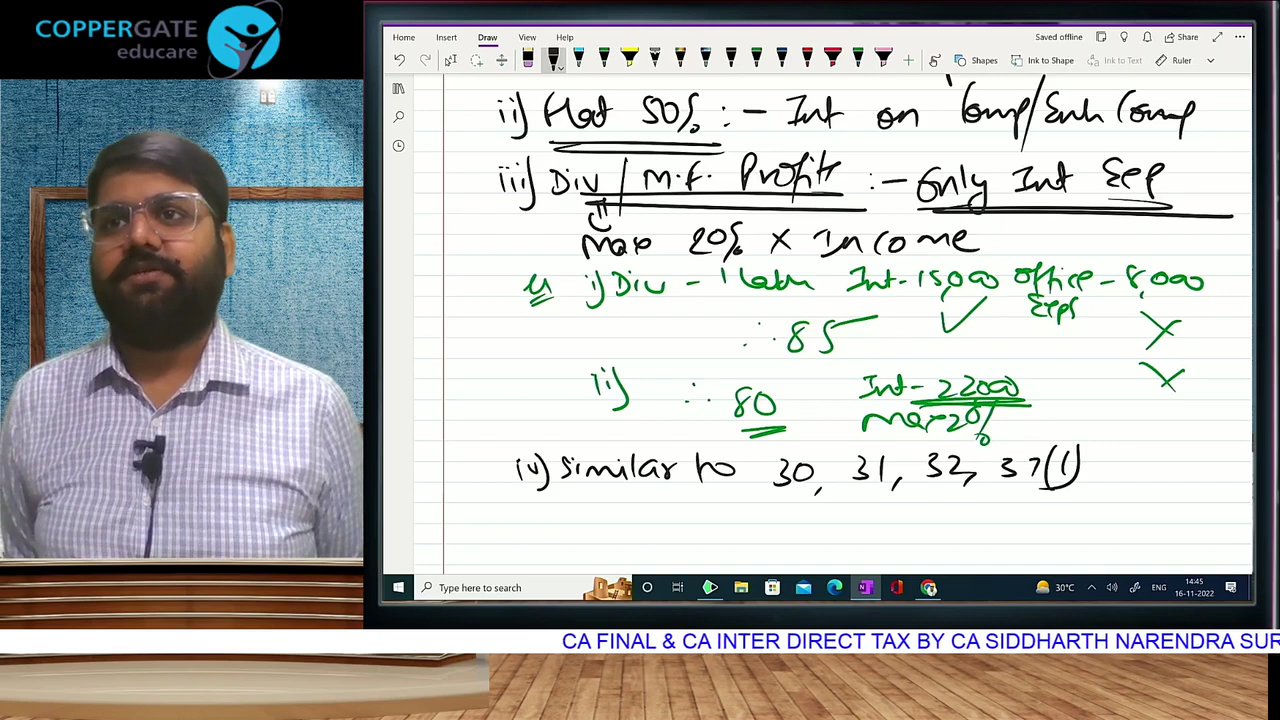 COPPERGATE
educare
Home Insert Draw View Help
Saved offline
Share
Shapes
Ink to Shape
Ink to Text
Ruler
ii) Flat 50% :- Int on Comp/Enh Comp
iii) Div / M.F. Profits :- Only Int Exp
Max 20% x Income
i) Div - 1 Lakh Int - 15,000 Office - 8,000
Exps
∴ 85
ii) Int - 22000
∴ 80 Max 20%
iv) Similar to 30, 31, 32, 37(1)
Type here to search
30°C
ENG
14:45
16-11-2022
CA FINAL & CA INTER DIRECT TAX BY CA SIDDHARTH NARENDRA SUR